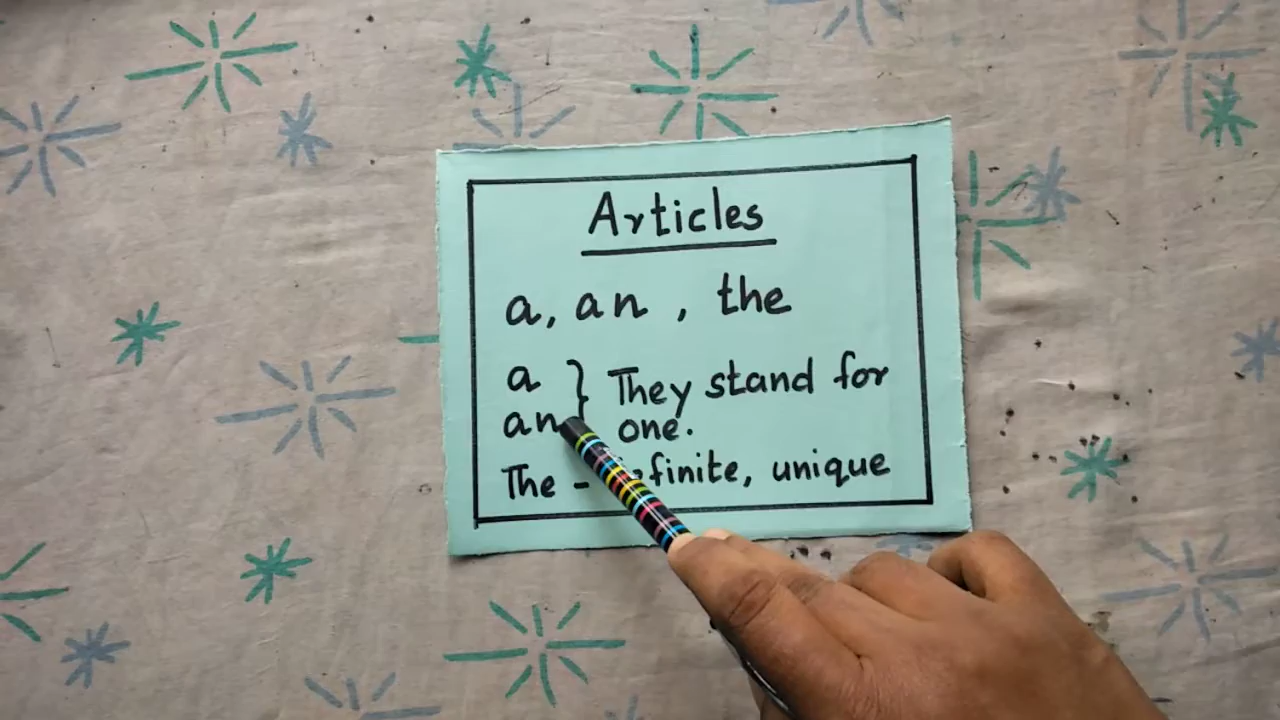 Articles
a, an , the
a } They stand for
an } one.
The - finite, unique